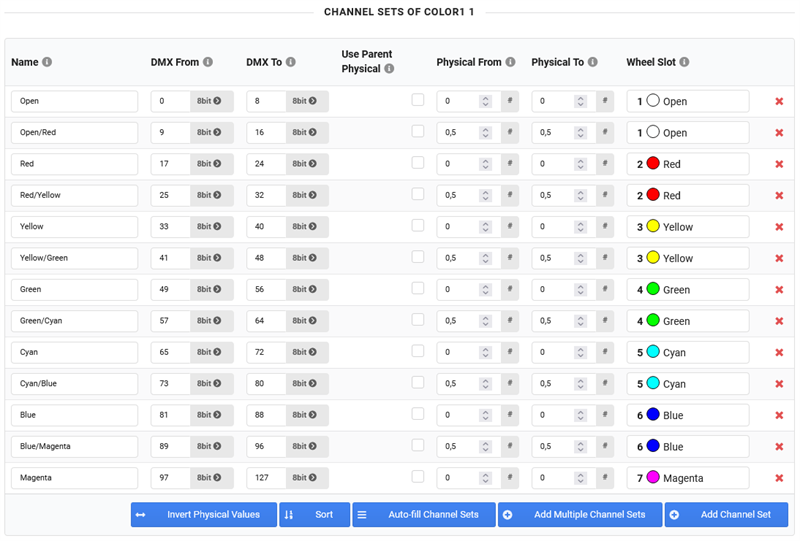 CHANNEL SETS OF COLOR1 1
Name DMX From DMX To Use Parent Physical Physical From Physical To Wheel Slot
Open 0 8bit 8 8bit 0 # 0 # 1 Open
Open/Red 9 8bit 16 8bit 0,5 # 0,5 # 1 Open
Red 17 8bit 24 8bit 0 # 0 # 2 Red
Red/Yellow 25 8bit 32 8bit 0,5 # 0,5 # 2 Red
Yellow 33 8bit 40 8bit 0 # 0 # 3 Yellow
Yellow/Green 41 8bit 48 8bit 0,5 # 0,5 # 3 Yellow
Green 49 8bit 56 8bit 0 # 0 # 4 Green
Green/Cyan 57 8bit 64 8bit 0,5 # 0,5 # 4 Green
Cyan 65 8bit 72 8bit 0 # 0 # 5 Cyan
Cyan/Blue 73 8bit 80 8bit 0,5 # 0,5 # 5 Cyan
Blue 81 8bit 88 8bit 0 # 0 # 6 Blue
Blue/Magenta 89 8bit 96 8bit 0,5 # 0,5 # 6 Blue
Magenta 97 8bit 127 8bit 0 # 0 # 7 Magenta
Invert Physical Values Sort Auto-fill Channel Sets Add Multiple Channel Sets Add Channel Set